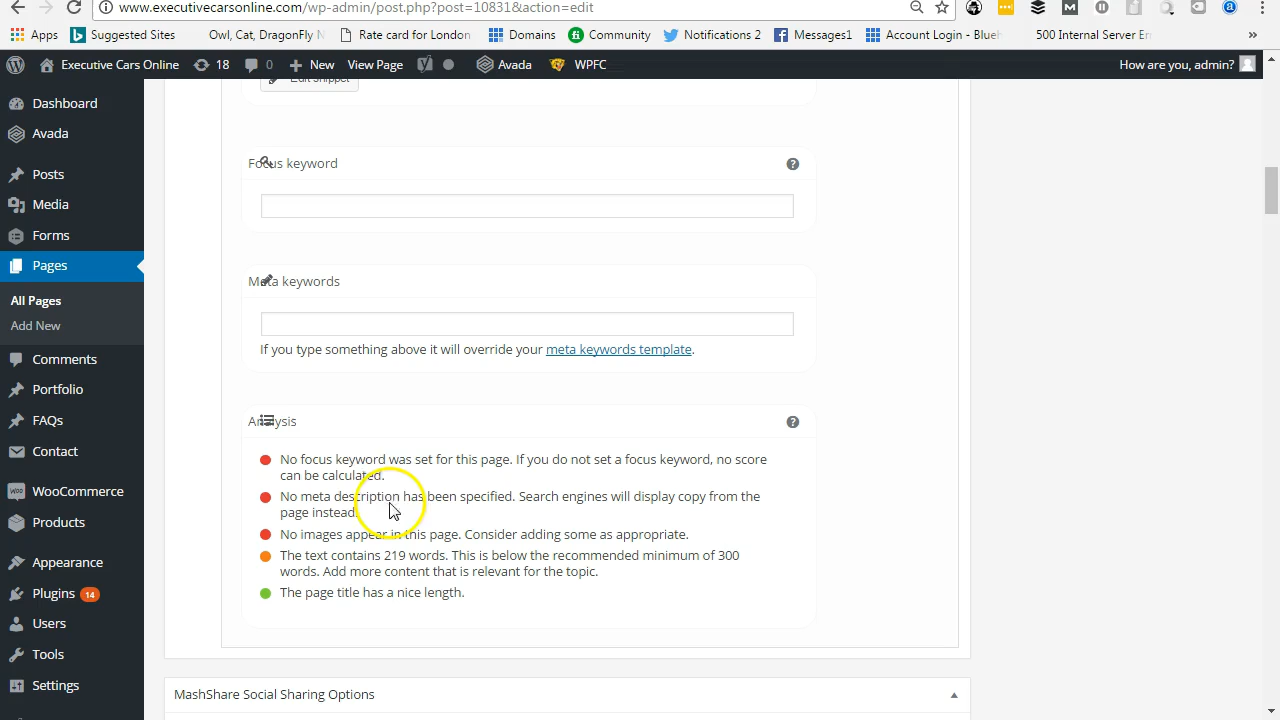 www.executivecarsonline.com/wp-admin/post.php?post=10831&action=edit
Apps Suggested Sites Owl, Cat, DragonFly N Rate card for London Domains Community Notifications 2 Messages1 Account Login - Blueh 500 Internal Server Er »
Executive Cars Online 18 0 New View Page Avada WPFC How are you, admin?
Edit Snippet
Dashboard
Avada
Posts
Media
Forms
Pages
All Pages
Add New
Comments
Portfolio
FAQs
Contact
WooCommerce
Products
Appearance
Plugins 14
Users
Tools
Settings
Focus keyword
Meta keywords
If you type something above it will override your meta keywords template.
Analysis
No focus keyword was set for this page. If you do not set a focus keyword, no score
can be calculated.
No meta description has been specified. Search engines will display copy from the
page instead.
No images appear in this page. Consider adding some as appropriate.
The text contains 219 words. This is below the recommended minimum of 300
words. Add more content that is relevant for the topic.
The page title has a nice length.
MashShare Social Sharing Options